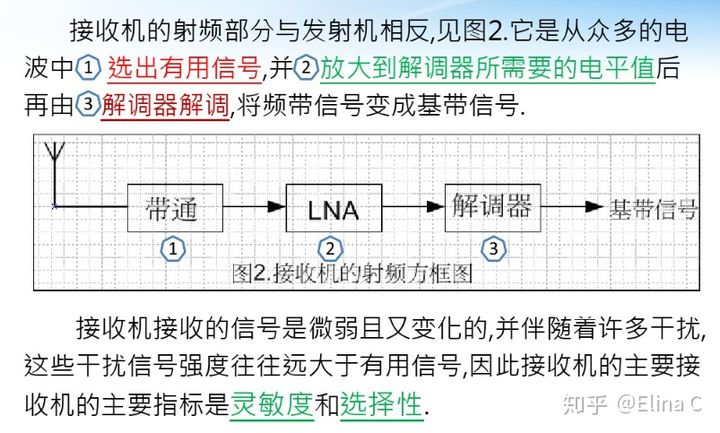 接收机的射频部分与发射机相反,见图2.它是从众多的电
波中① 选出有用信号,并②放大到解调器所需要的电平值后
再由③解调器解调,将频带信号变成基带信号.
带通 LNA 解调器 基带信号
① ② ③
图2.接收机的射频方框图
接收机接收的信号是微弱且又变化的,并伴随着许多干扰,
这些干扰信号强度往往远大于有用信号,因此接收机的主要接
收机的主要指标是灵敏度和选择性.
知乎 @Elina C